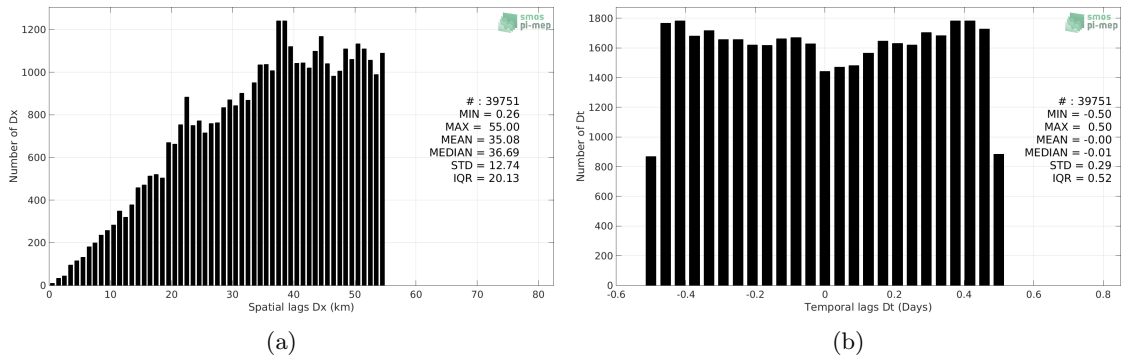 smos
pi-mep
1200
1000
800
600
400
200
0
Number of Dx
# : 39751
MIN = 0.26
MAX = 55.00
MEAN = 35.08
MEDIAN = 36.69
STD = 12.74
IQR = 20.13
0 10 20 30 40 50 60 70 80
Spatial lags Dx (km)
(a)
smos
pi-mep
1800
1600
1400
1200
1000
800
600
400
200
0
Number of Dt
# : 39751
MIN = -0.50
MAX = 0.50
MEAN = -0.00
MEDIAN = -0.01
STD = 0.29
IQR = 0.52
-0.6 -0.4 -0.2 0 0.2 0.4 0.6 0.8
Temporal lags Dt (Days)
(b)